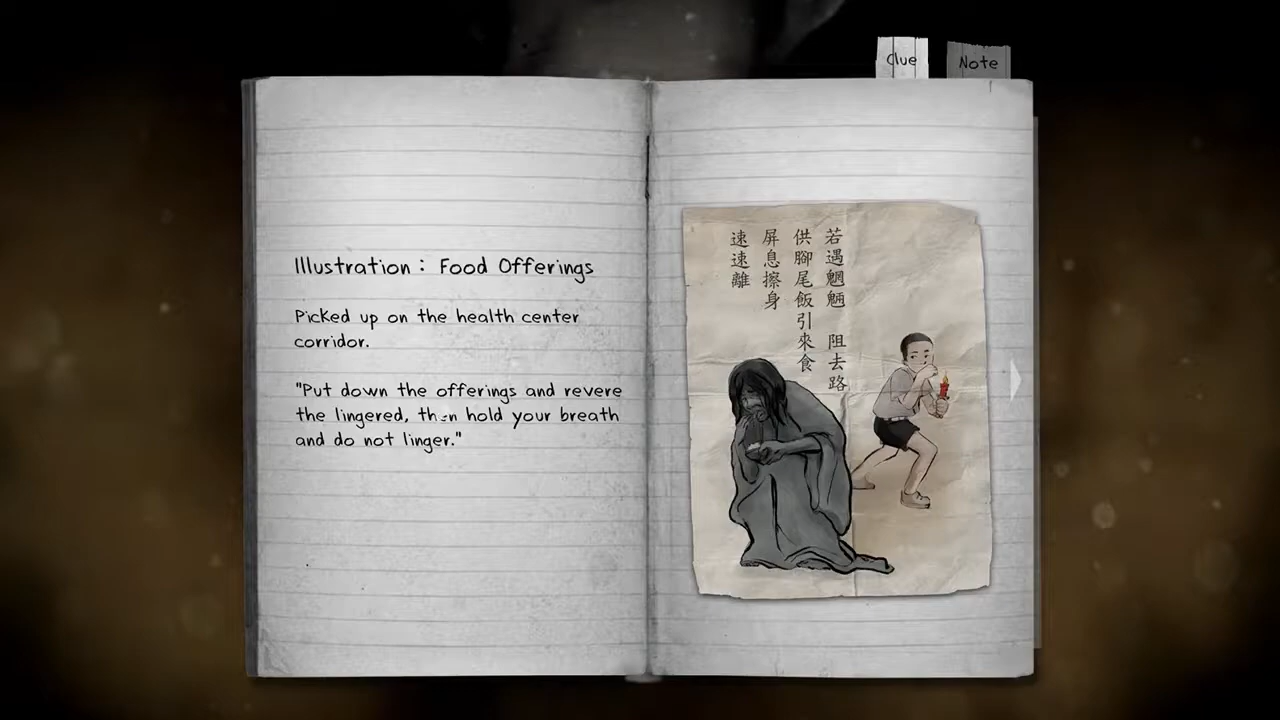 Clue
Note
Illustration : Food Offerings
Picked up on the health center
corridor.
"Put down the offerings and revere
the lingered, then hold your breath
and do not linger."
若遇魍魎 阻去路
供腳尾飯引來食
屏息擦身
速速離